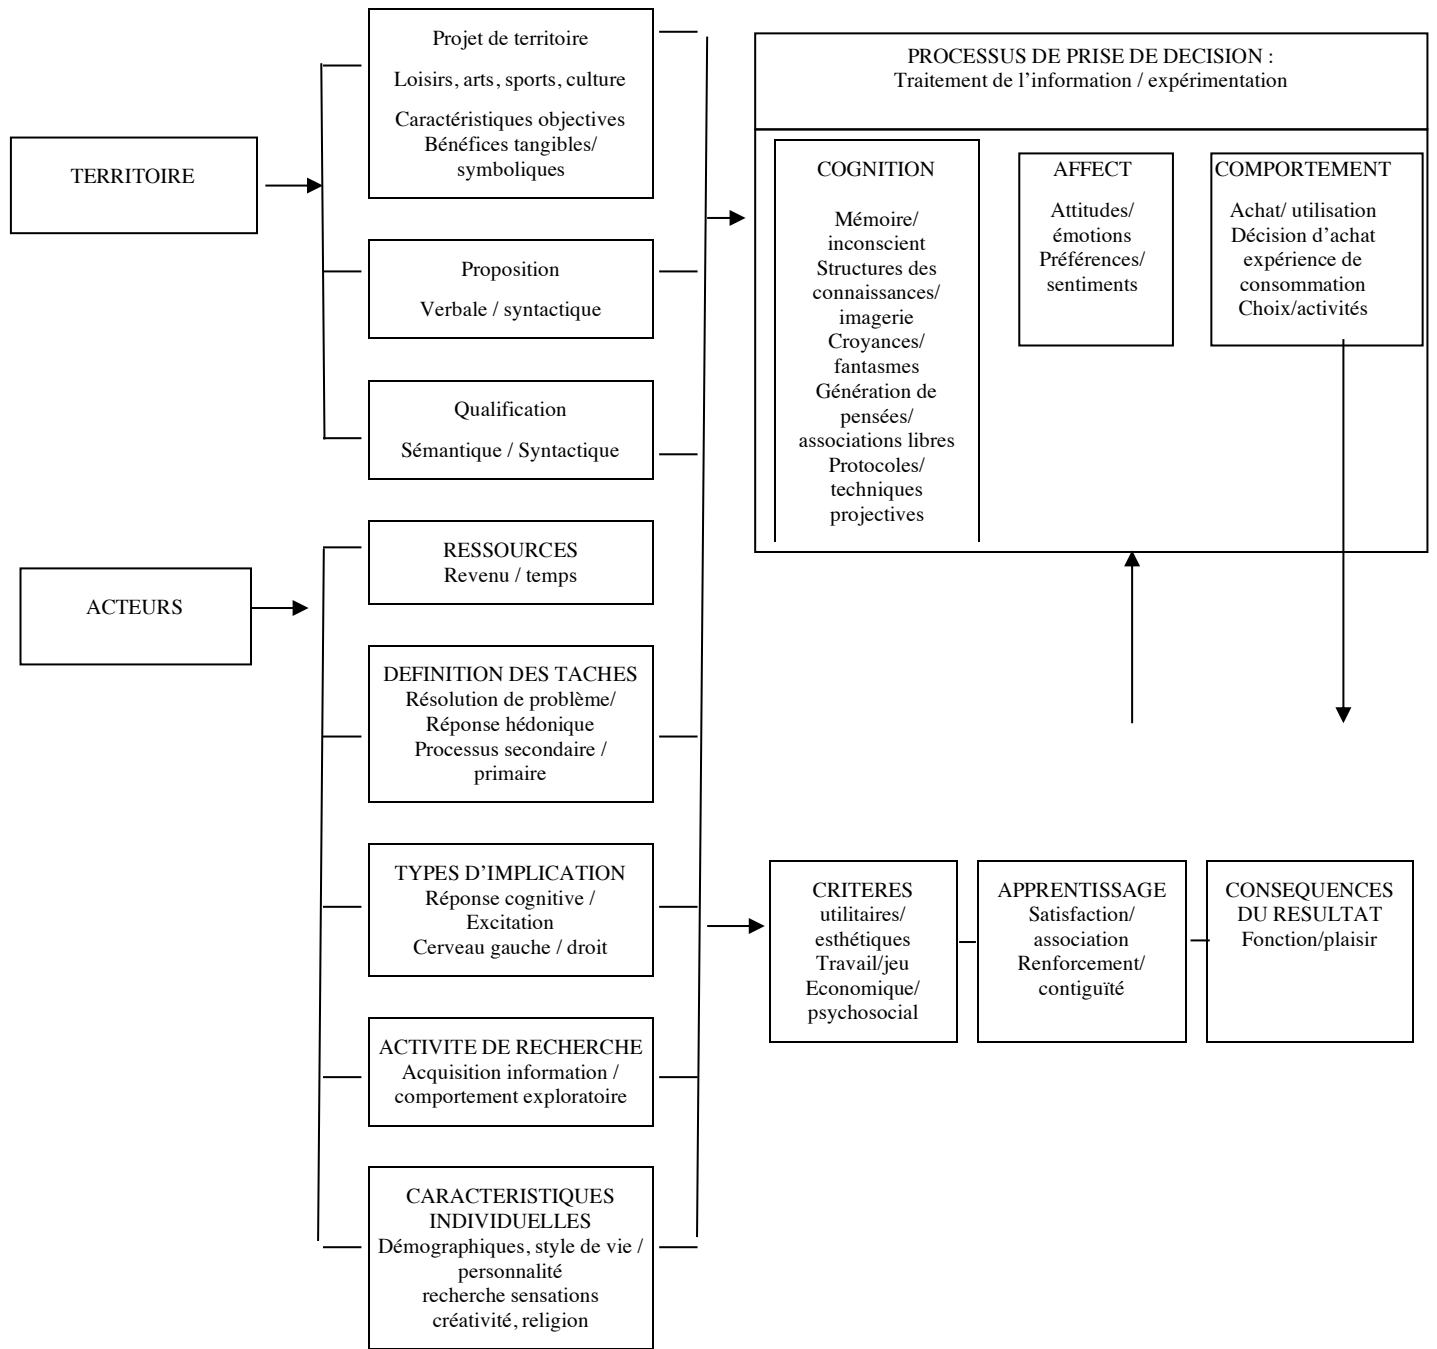 TERRITOIRE
Projet de territoire
Loisirs, arts, sports, culture
Caractéristiques objectives
Bénéfices tangibles/
symboliques
Proposition
Verbale / syntactique
Qualification
Sémantique / Syntactique
ACTEURS
RESSOURCES
Revenu / temps
DEFINITION DES TACHES
Résolution de problème/
Réponse hédonique
Processus secondaire /
primaire
TYPES D’IMPLICATION
Réponse cognitive /
Excitation
Cerveau gauche / droit
ACTIVITE DE RECHERCHE
Acquisition information /
comportement exploratoire
CARACTERISTIQUES
INDIVIDUELLES
Démographiques, style de vie /
personnalité
recherche sensations
créativité, religion
PROCESSUS DE PRISE DE DECISION :
Traitement de l’information / expérimentation
COGNITION
Mémoire/
inconscient
Structures des
connaissances/
imagerie
Croyances/
fantasmes
Génération de
pensées/
associations libres
Protocoles/
techniques
projectives
AFFECT
Attitudes/
émotions
Préférences/
sentiments
COMPORTEMENT
Achat/ utilisation
Décision d’achat
expérience de
consommation
Choix/activités
CRITERES
utilitaires/
esthétiques
Travail/jeu
Economique/
psychosocial
APPRENTISSAGE
Satisfaction/
association
Renforcement/
contiguïté
CONSEQUENCES
DU RESULTAT
Fonction/plaisir